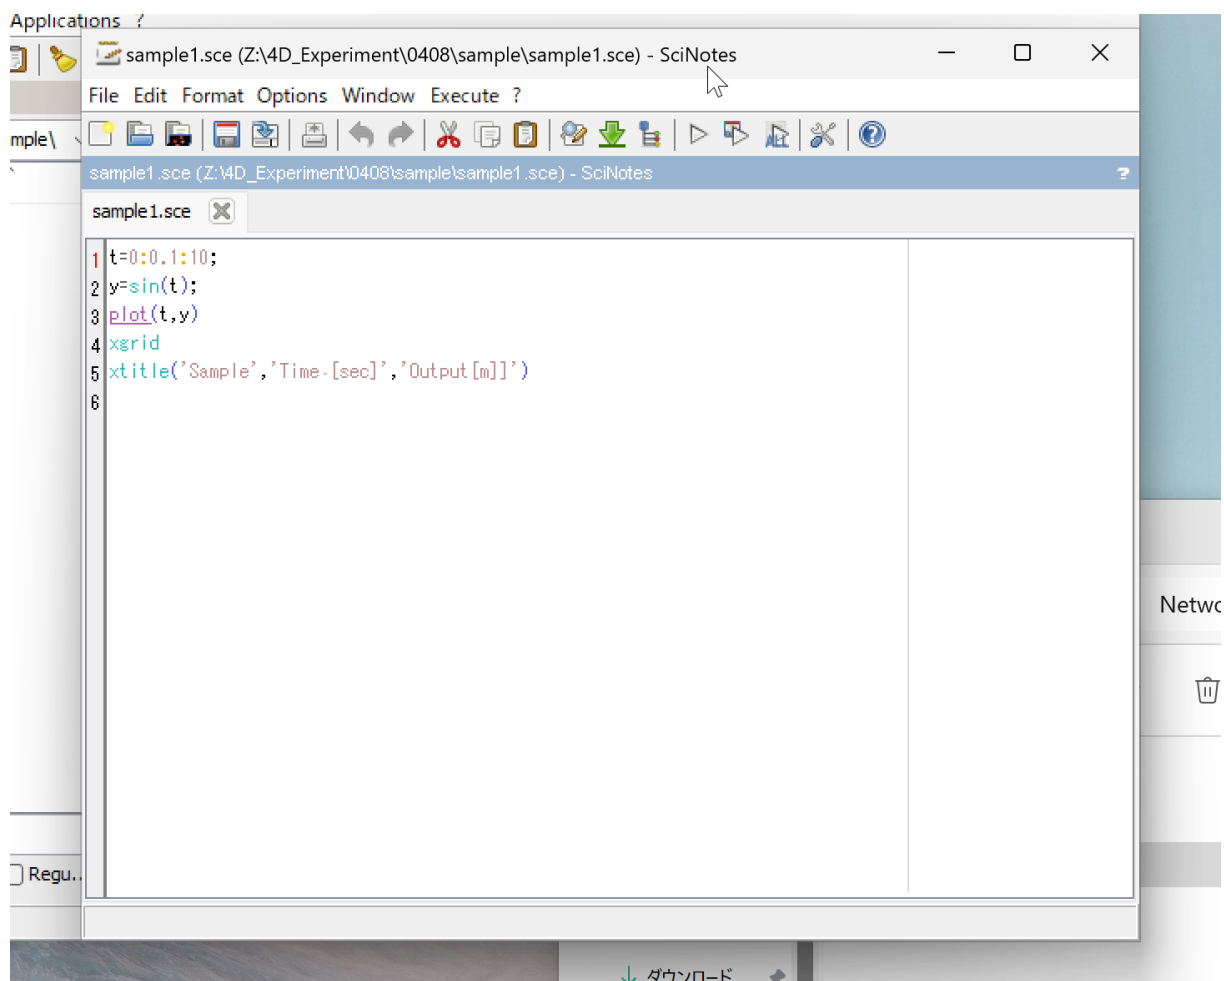 Applications ?
sample1.sce (Z:\4D_Experiment\0408\sample\sample1.sce) - SciNotes
File Edit Format Options Window Execute ?
mple\
sample1.sce (Z:\4D_Experiment\0408\sample\sample1.sce) - SciNotes ?
sample1.sce
1 t=0:0.1:10;
2 y=sin(t);
3 plot(t,y)
4 xgrid
5 xtitle('Sample','Time [sec]','Output[m]]')
6
Netwo
Regu..
ダウンロード